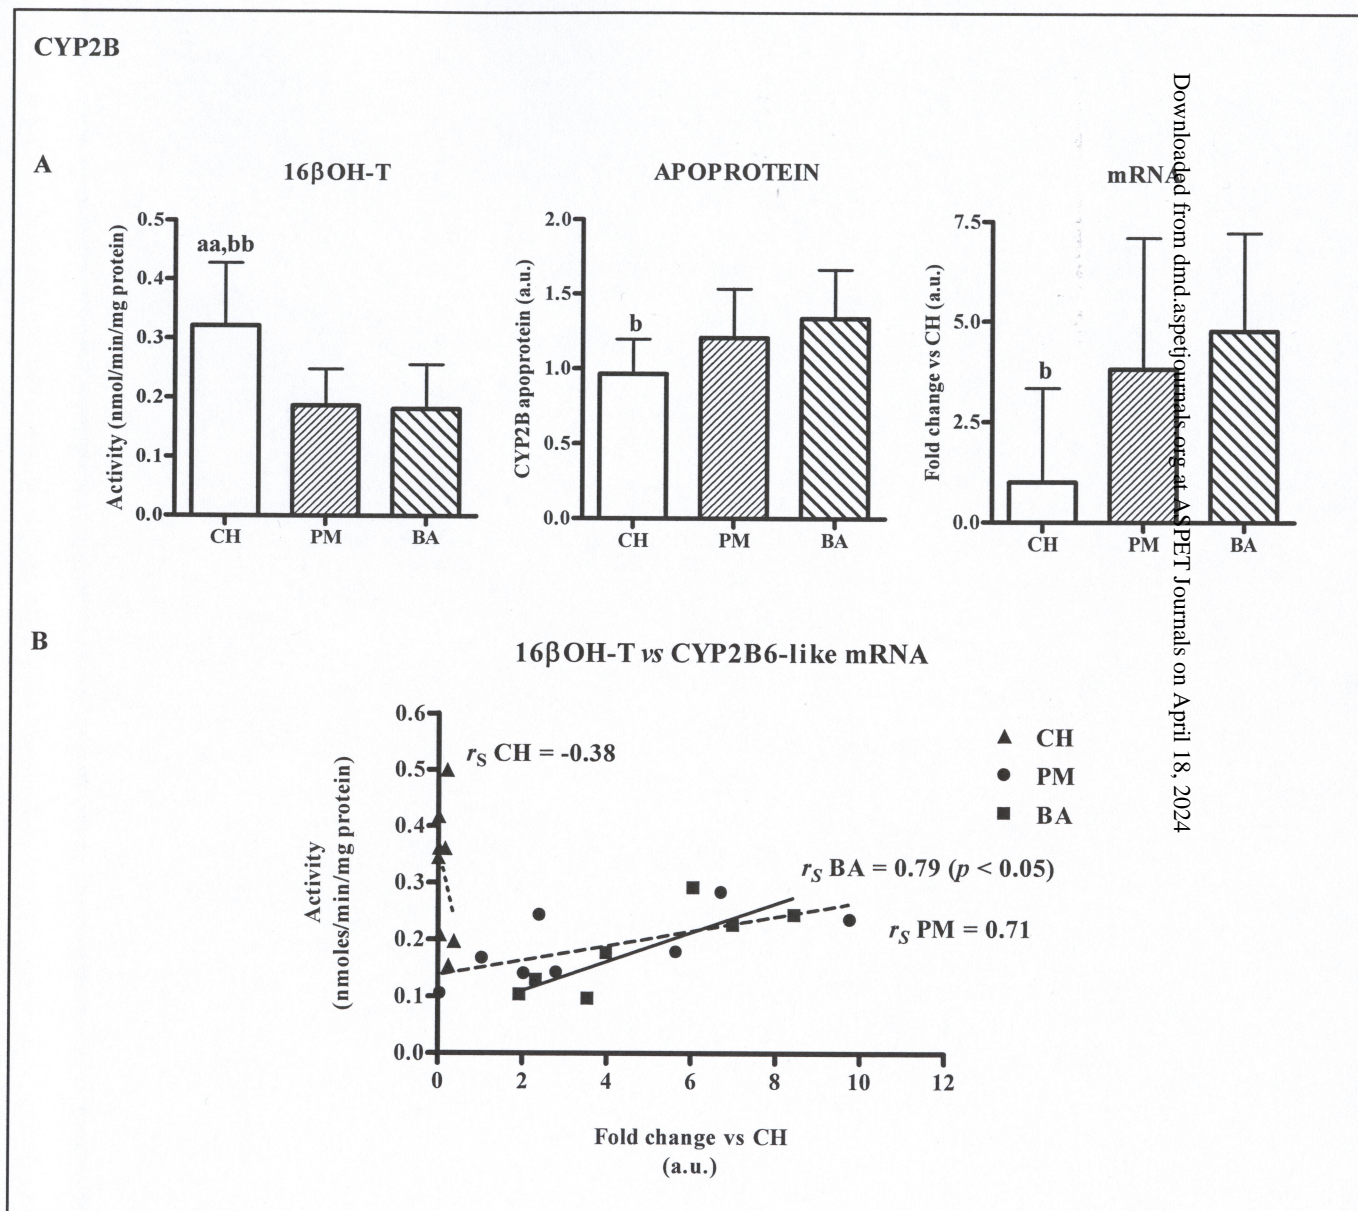 CYP2B
A
16βOH-T
APOPROTEIN
mRNA
Activity (nmol/min/mg protein)
0.5
0.4
0.3
0.2
0.1
0.0
aa,bb
CH
PM
BA
CYP2B apoprotein (a.u.)
2.0
1.5
1.0
0.5
0.0
b
CH
PM
BA
Fold change vs CH (a.u.)
7.5
5.0
2.5
0.0
b
CH
PM
BA
B
16βOH-T vs CYP2B6-like mRNA
Activity
(nmoles/min/mg protein)
0.6
0.5
0.4
0.3
0.2
0.1
0.0
rS CH = -0.38
CH
PM
BA
rS BA = 0.79 (p < 0.05)
rS PM = 0.71
0 2 4 6 8 10 12
Fold change vs CH
(a.u.)
Downloaded from dmd.aspetjournals.org at ASPET Journals on April 18, 2024